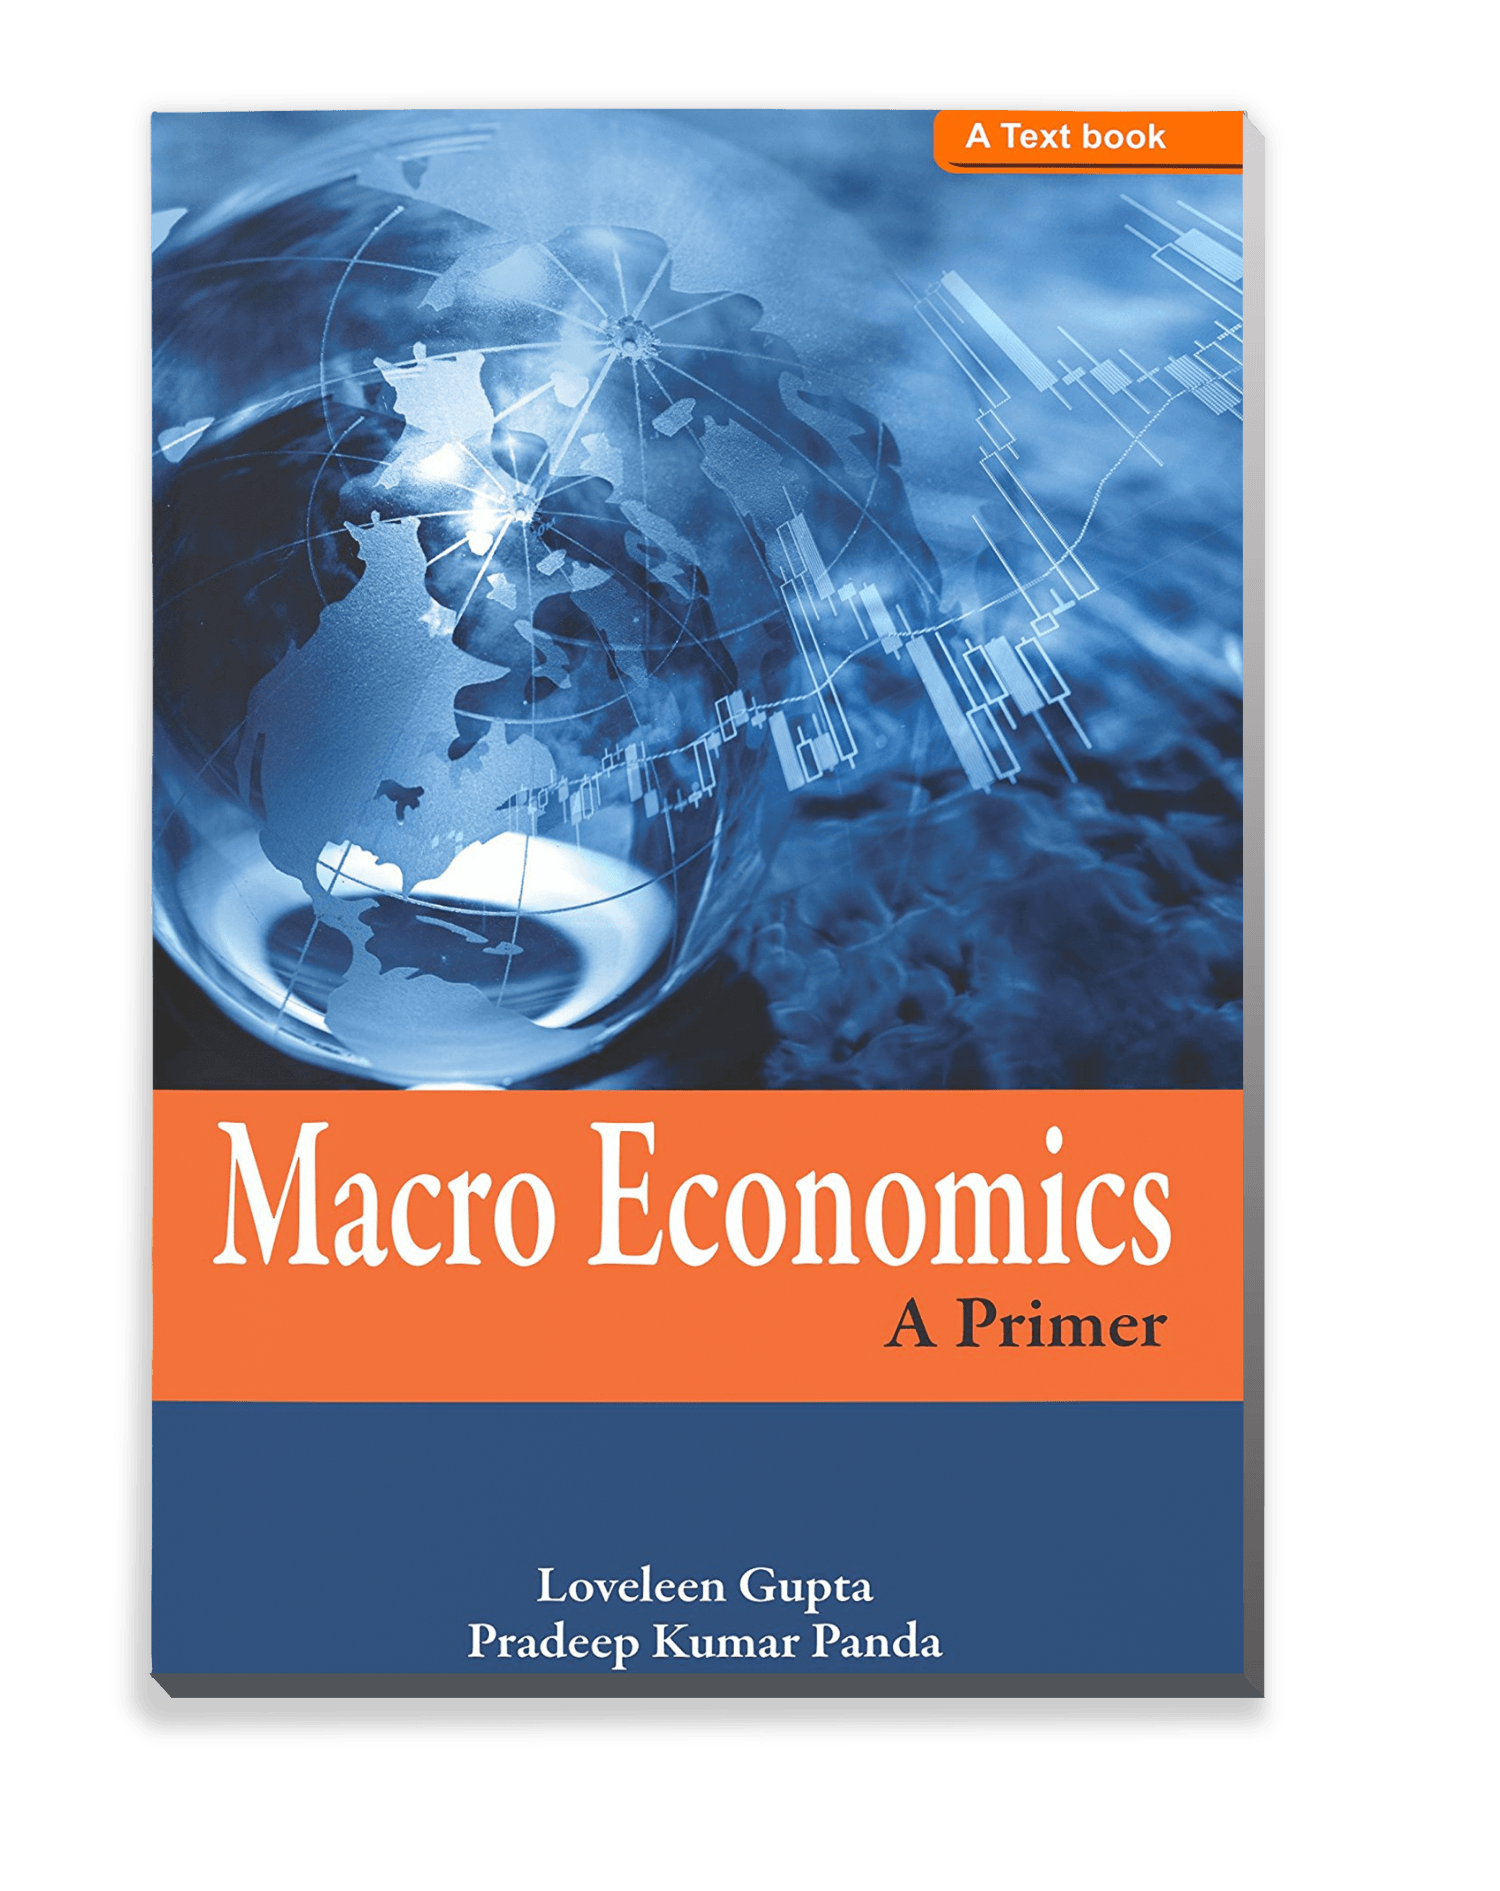 A Text book
Macro Economics
A Primer
Loveleen Gupta
Pradeep Kumar Panda